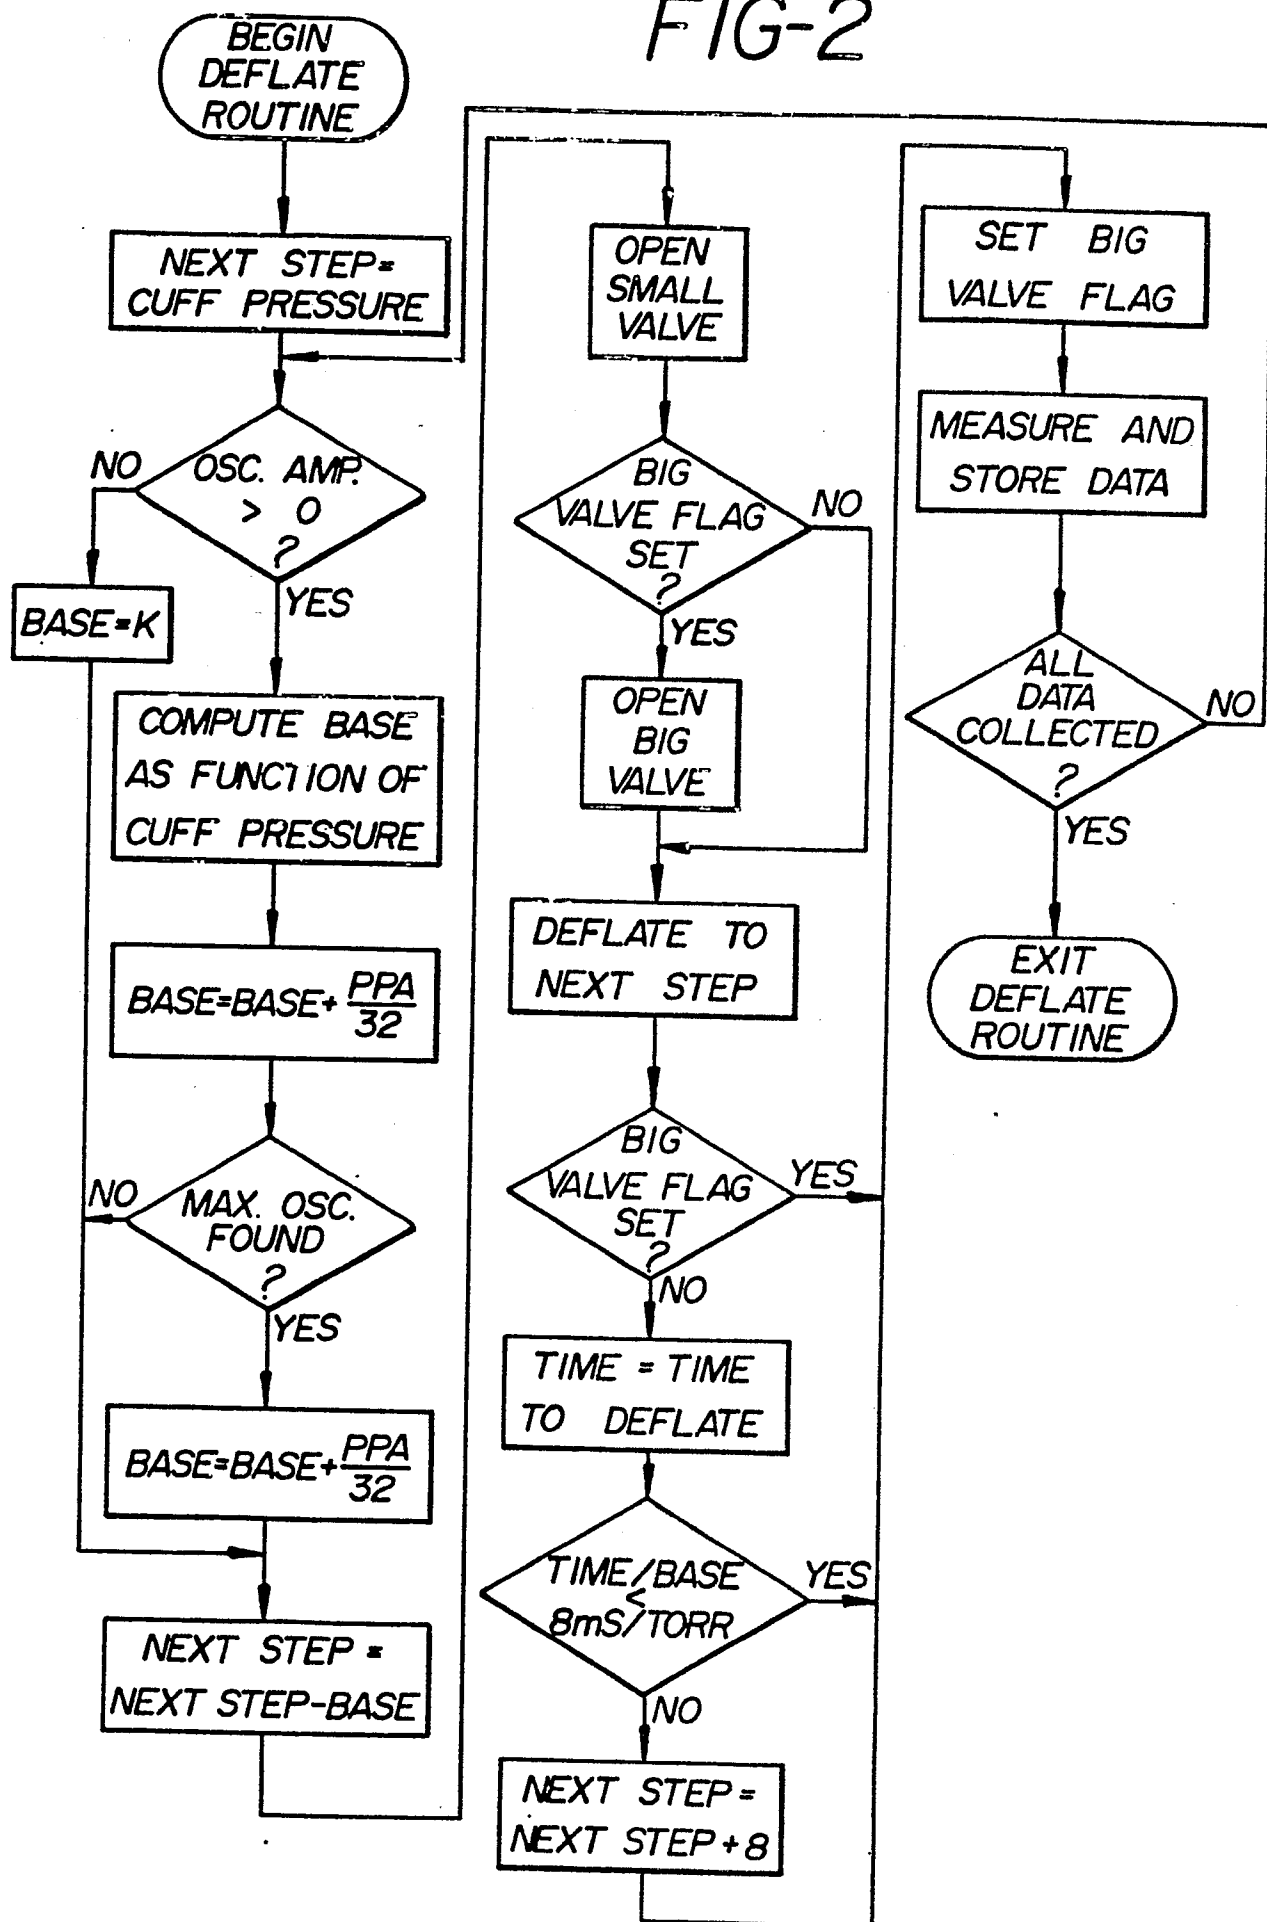 FIG-2
BEGIN
DEFLATE
ROUTINE
NEXT STEP=
CUFF PRESSURE
OSC. AMP.
> 0
?
NO
YES
BASE=K
COMPUTE BASE
AS FUNCTION OF
CUFF PRESSURE
BASE=BASE+PPA/32
MAX. OSC.
FOUND
?
NO
YES
BASE=BASE+PPA/32
NEXT STEP=
NEXT STEP-BASE
OPEN
SMALL
VALVE
BIG
VALVE FLAG
SET
?
NO
YES
OPEN
BIG
VALVE
DEFLATE TO
NEXT STEP
BIG
VALVE FLAG
SET
?
YES
NO
TIME = TIME
TO DEFLATE
TIME/BASE
<
8mS/TORR
YES
NO
NEXT STEP=
NEXT STEP+8
SET BIG
VALVE FLAG
MEASURE AND
STORE DATA
ALL
DATA
COLLECTED
?
NO
YES
EXIT
DEFLATE
ROUTINE